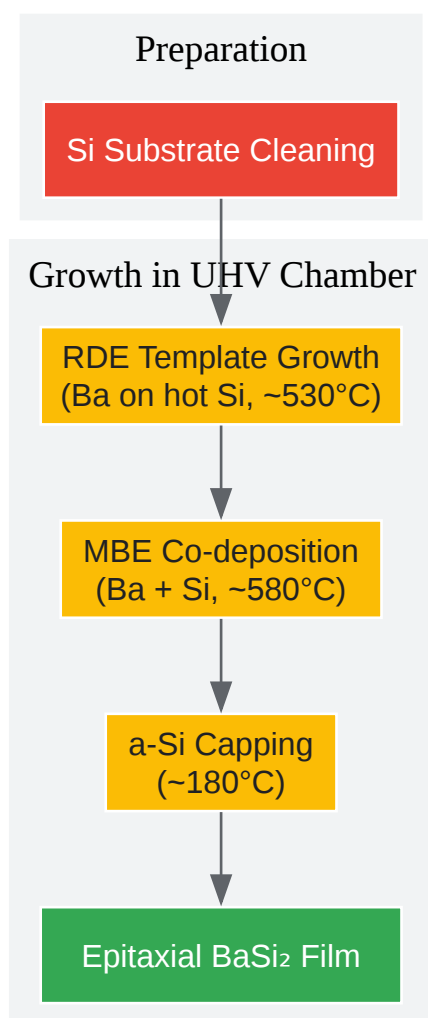 Preparation
Si Substrate Cleaning
Growth in UHV Chamber
RDE Template Growth
(Ba on hot Si, ~530°C)
MBE Co-deposition
(Ba + Si, ~580°C)
a-Si Capping
(~180°C)
Epitaxial BaSi₂ Film